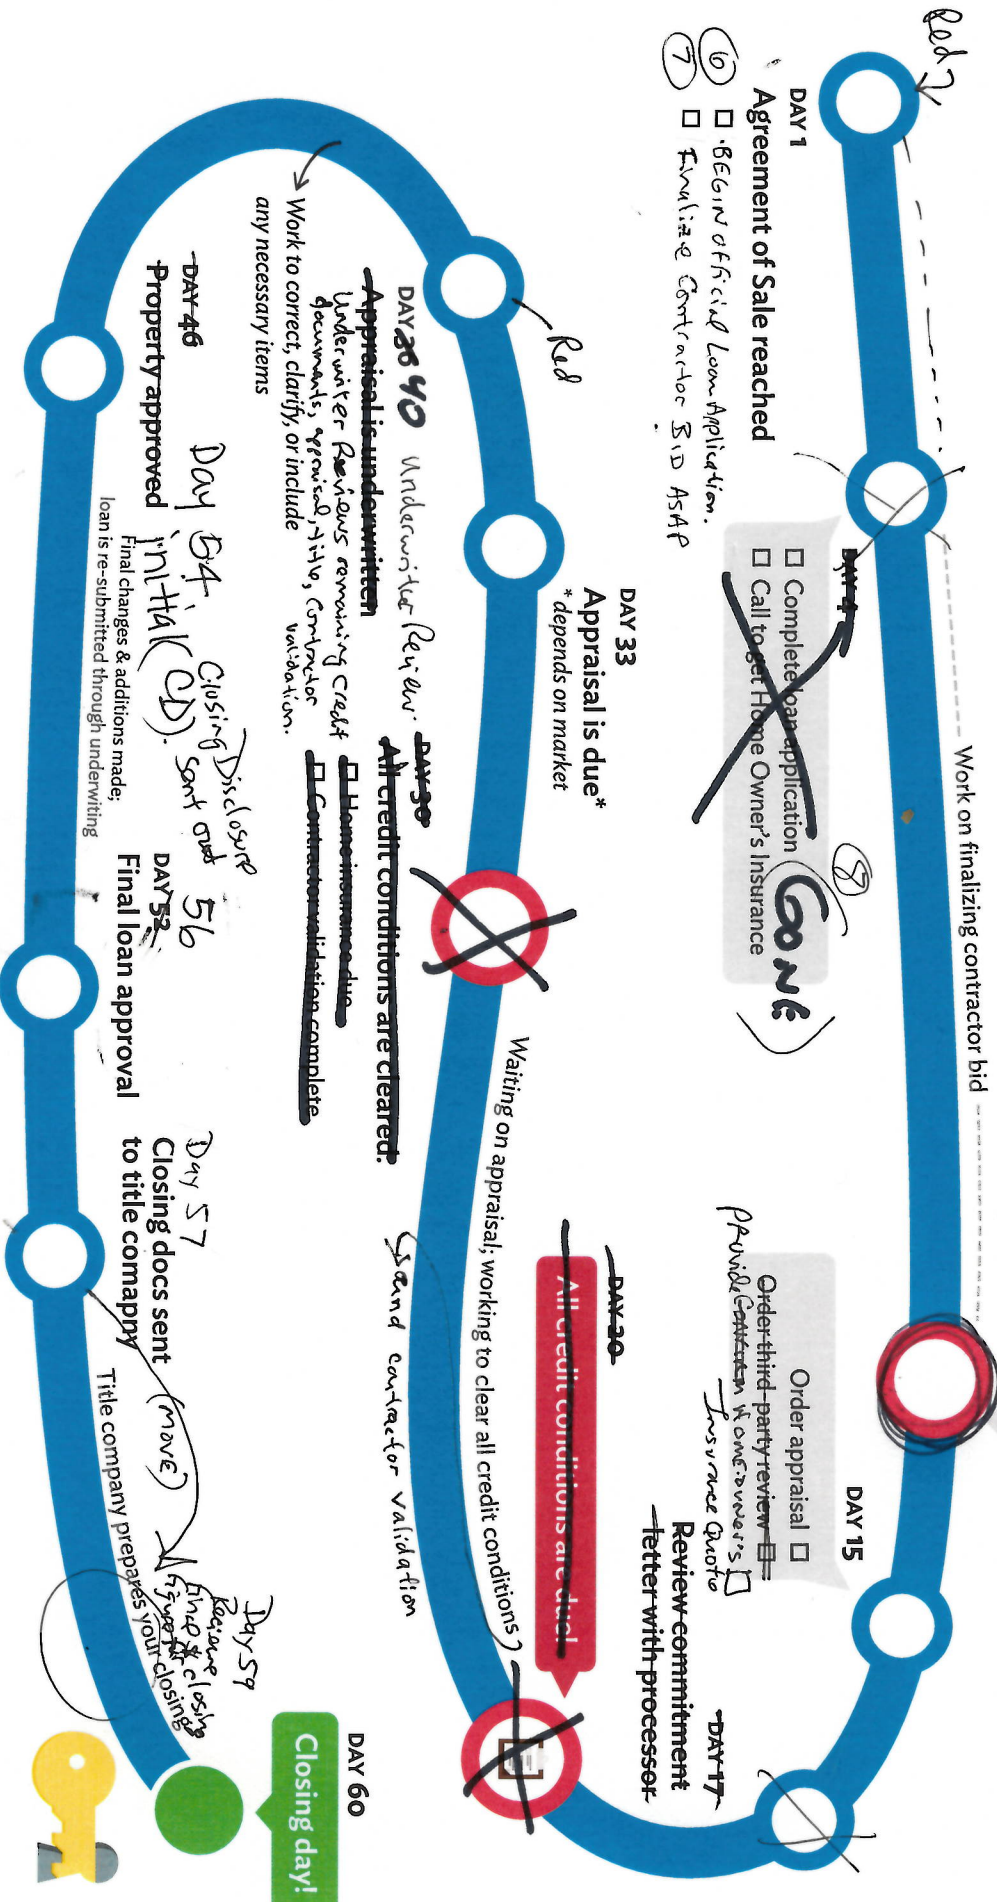 Red?
DAY 1
Agreement of Sale reached
6 BEGIN official Loan Application.
7 Finalize Contractor BID ASAP
DAY 4
Complete loan application
Call to get Home Owner's Insurance
8
GONE
Work on finalizing contractor bid
DAY 15
Order appraisal
Order third-party review
Provide Homeowner's
Insurance Quote
DAY 17
Review commitment
letter with processor
DAY 20
All credit conditions are due!
Waiting on appraisal; working to clear all credit conditions
send contractor validation
DAY 30
All credit conditions are cleared.
Home insurance due
Contractor validation complete
DAY 33
Appraisal is due*
*depends on market
Red
DAY 36 40 Underwriter Review.
Appraisal is underwritten
Underwriter Reviews remaining credit
documents, appraisal, title, Contractor
validation.
Work to correct, clarify, or include
any necessary items
DAY 46
Property approved
Day 54
initial (CD). sent out
Closing Disclosure
Final changes & additions made;
loan is re-submitted through underwiting
DAY 52 56
Final loan approval
Day 57
Closing docs sent
to title comapny
(move)
Title company prepares your closing
Day 59
Recieve
final closing
figures
DAY 60
Closing day!